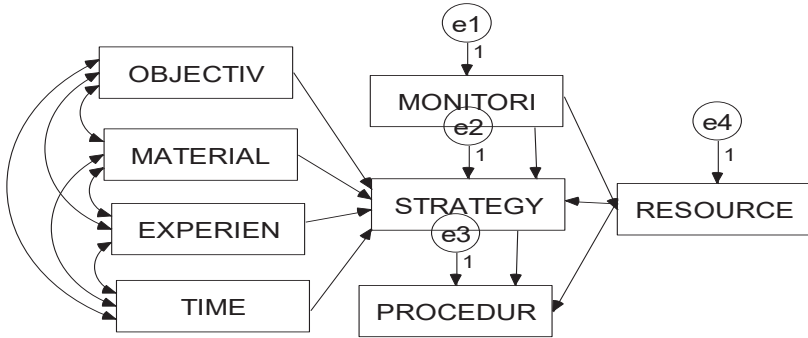 e1
1
OBJECTIV
MONITORI
e2
1
e4
1
MATERIAL
STRATEGY
RESOURCE
EXPERIEN
e3
1
TIME
PROCEDUR